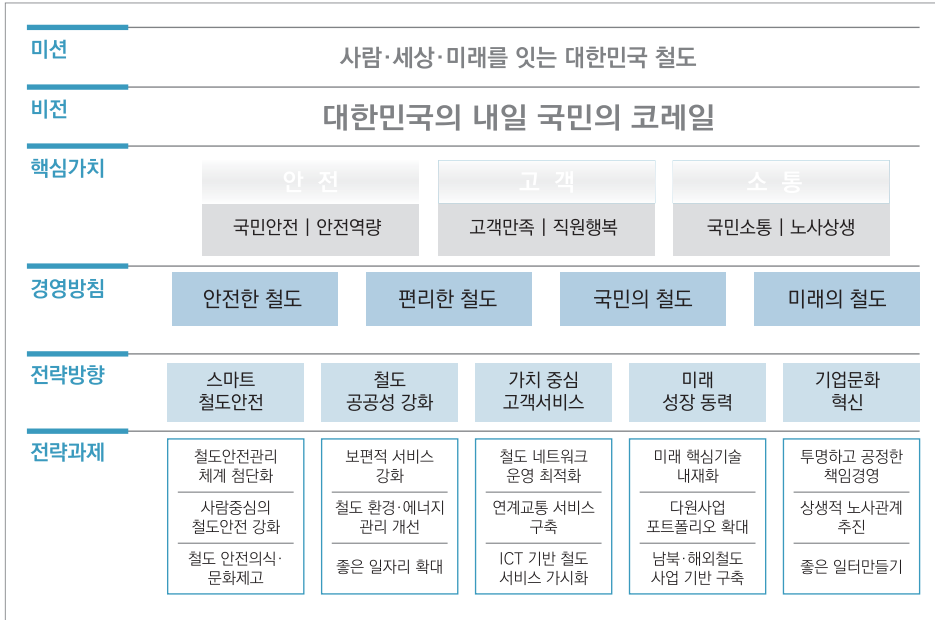 미션
사람·세상·미래를 잇는 대한민국 철도
비전
대한민국의 내일 국민의 코레일
핵심가치
안 전
고 객
소 통
국민안전 | 안전역량
고객만족 | 직원행복
국민소통 | 노사상생
경영방침
안전한 철도
편리한 철도
국민의 철도
미래의 철도
전략방향
스마트
철도안전
철도
공공성 강화
가치 중심
고객서비스
미래
성장 동력
기업문화
혁신
전략과제
철도안전관리
체계 첨단화
사람중심의
철도안전 강화
철도 안전의식·
문화제고
보편적 서비스
강화
철도 환경·에너지
관리 개선
좋은 일자리 확대
철도 네트워크
운영 최적화
연계교통 서비스
구축
ICT 기반 철도
서비스 가시화
미래 핵심기술
내재화
다원사업
포트폴리오 확대
남북·해외철도
사업 기반 구축
투명하고 공정한
책임경영
상생적 노사관계
추진
좋은 일터만들기